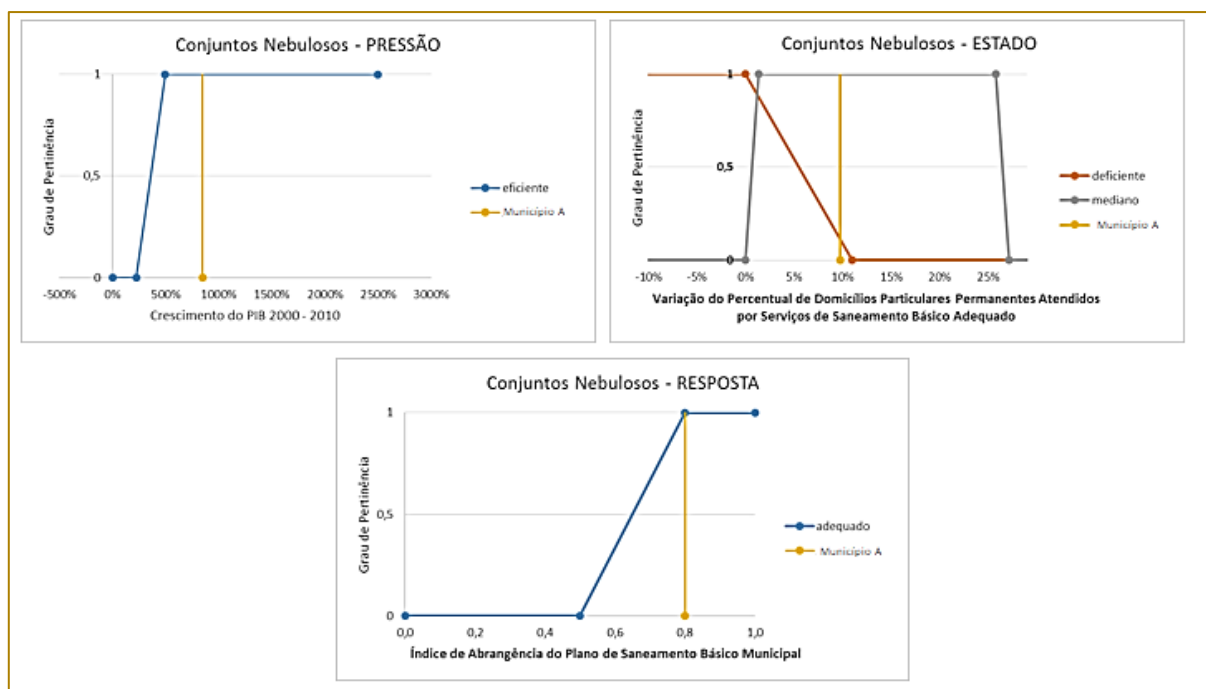 Conjuntos Nebulosos - PRESSÃO
Grau de Pertinência
1
0,5
0
-500% 0% 500% 1000% 1500% 2000% 2500% 3000%
Crescimento do PIB 2000 - 2010
eficiente
Município A
Conjuntos Nebulosos - ESTADO
Grau de Pertinência
1
0,5
0
-10% -5% 0% 5% 10% 15% 20% 25%
Variação do Percentual de Domicílios Particulares Permanentes Atendidos
por Serviços de Saneamento Básico Adequado
deficiente
mediano
Município A
Conjuntos Nebulosos - RESPOSTA
Grau de Pertinência
1
0,5
0
0,0 0,2 0,4 0,6 0,8 1,0
Índice de Abrangência do Plano de Saneamento Básico Municipal
adequado
Município A